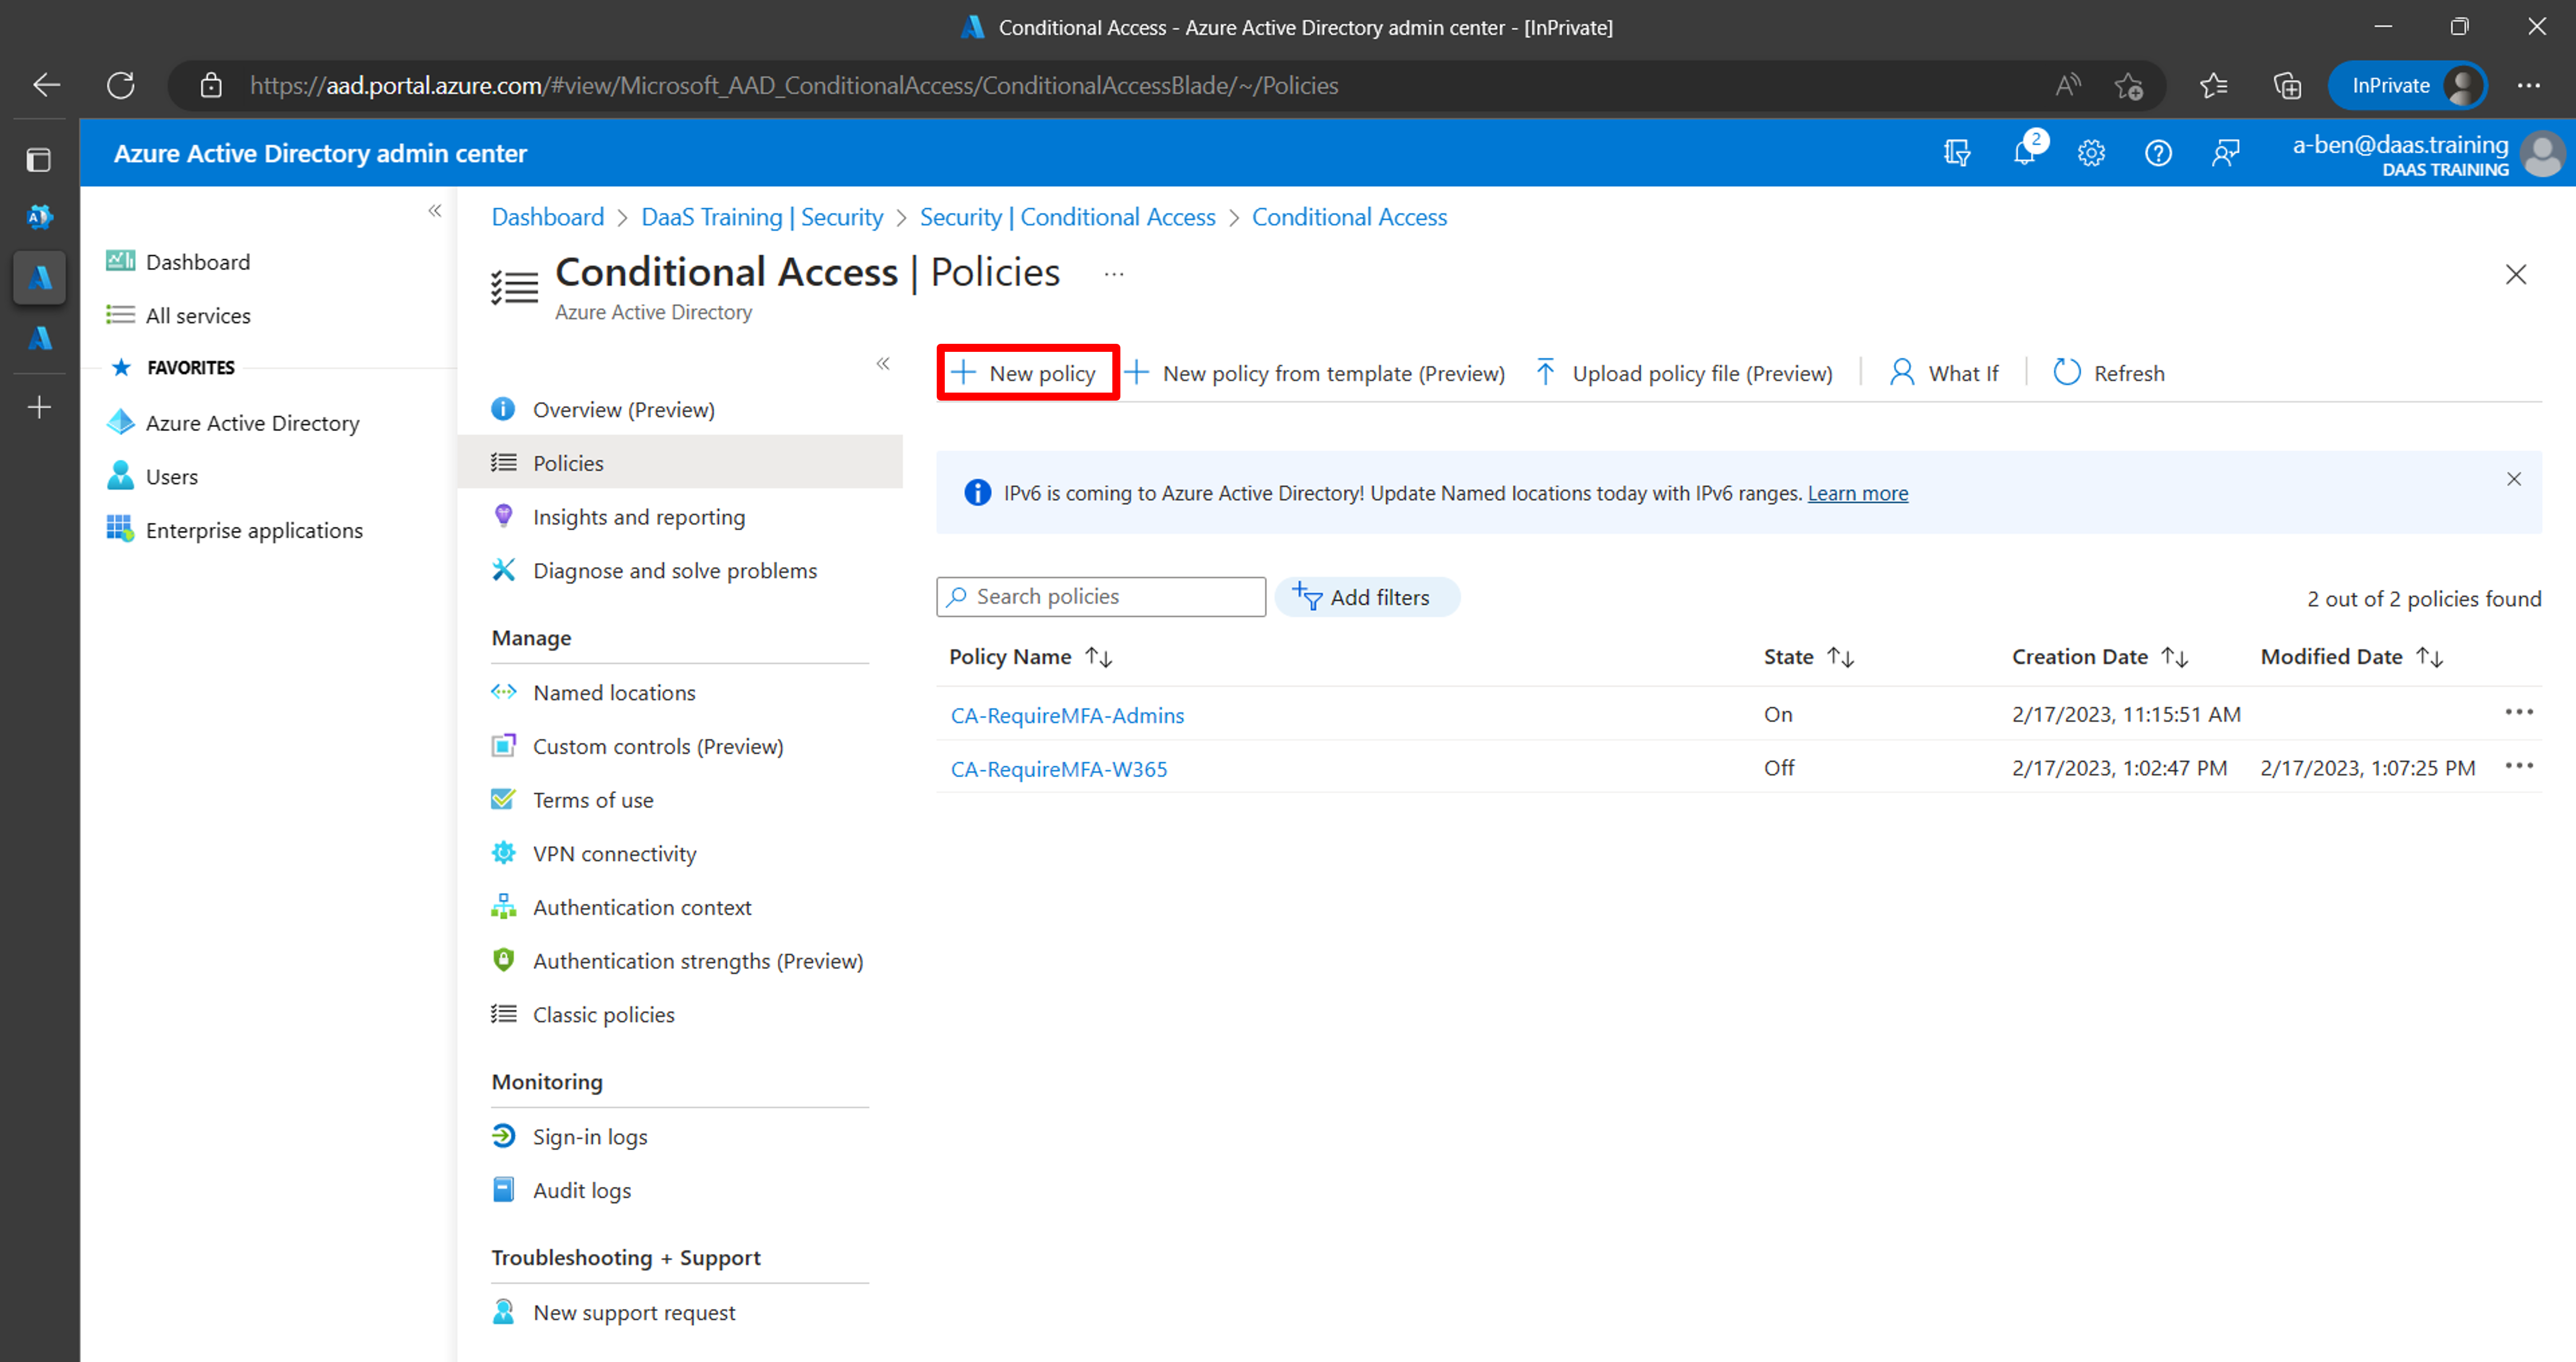 Conditional Access - Azure Active Directory admin center - [InPrivate]
https://aad.portal.azure.com/#view/Microsoft_AAD_ConditionalAccess/ConditionalAccessBlade/~/Policies
InPrivate
Azure Active Directory admin center
2
a-ben@daas.training
DAAS TRAINING
Dashboard
All services
FAVORITES
Azure Active Directory
Users
Enterprise applications
Dashboard > DaaS Training | Security > Security | Conditional Access > Conditional Access
Conditional Access | Policies ...
Azure Active Directory
Overview (Preview)
Policies
Insights and reporting
Diagnose and solve problems
Manage
Named locations
Custom controls (Preview)
Terms of use
VPN connectivity
Authentication context
Authentication strengths (Preview)
Classic policies
Monitoring
Sign-in logs
Audit logs
Troubleshooting + Support
New support request
New policy New policy from template (Preview) Upload policy file (Preview) What If Refresh
IPv6 is coming to Azure Active Directory! Update Named locations today with IPv6 ranges. Learn more
Search policies Add filters 2 out of 2 policies found
Policy Name State Creation Date Modified Date
CA-RequireMFA-Admins On 2/17/2023, 11:15:51 AM
CA-RequireMFA-W365 Off 2/17/2023, 1:02:47 PM 2/17/2023, 1:07:25 PM